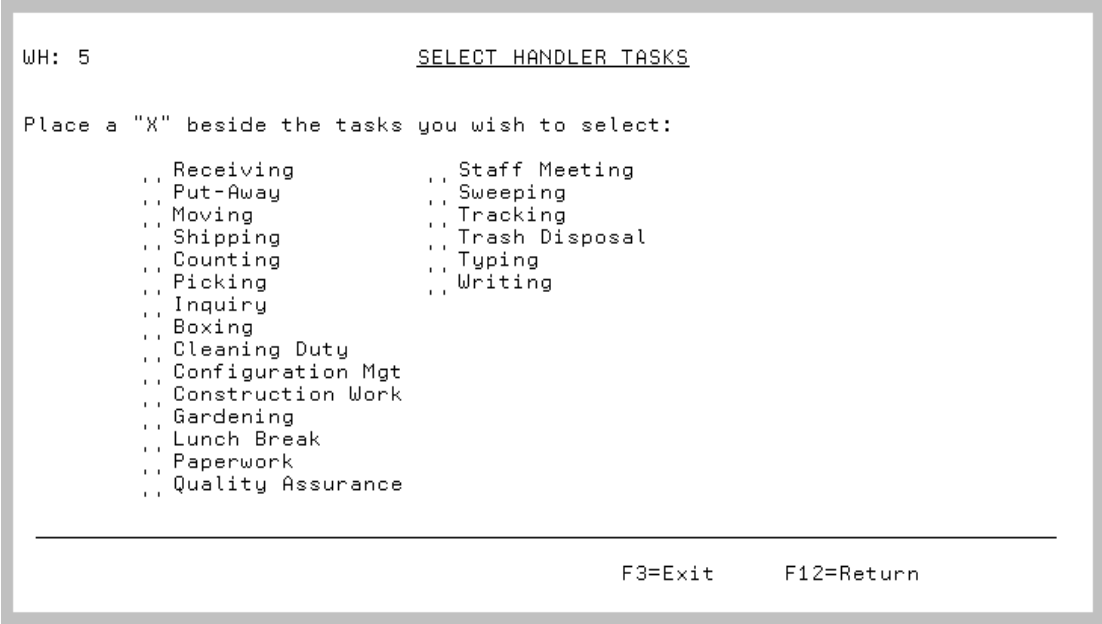 WH: 5 SELECT HANDLER TASKS
Place a "X" beside the tasks you wish to select:
Receiving Staff Meeting
Put-Away Sweeping
Moving Tracking
Shipping Trash Disposal
Counting Typing
Picking Writing
Inquiry
Boxing
Cleaning Duty
Configuration Mgt
Construction Work
Gardening
Lunch Break
Paperwork
Quality Assurance
F3=Exit F12=Return